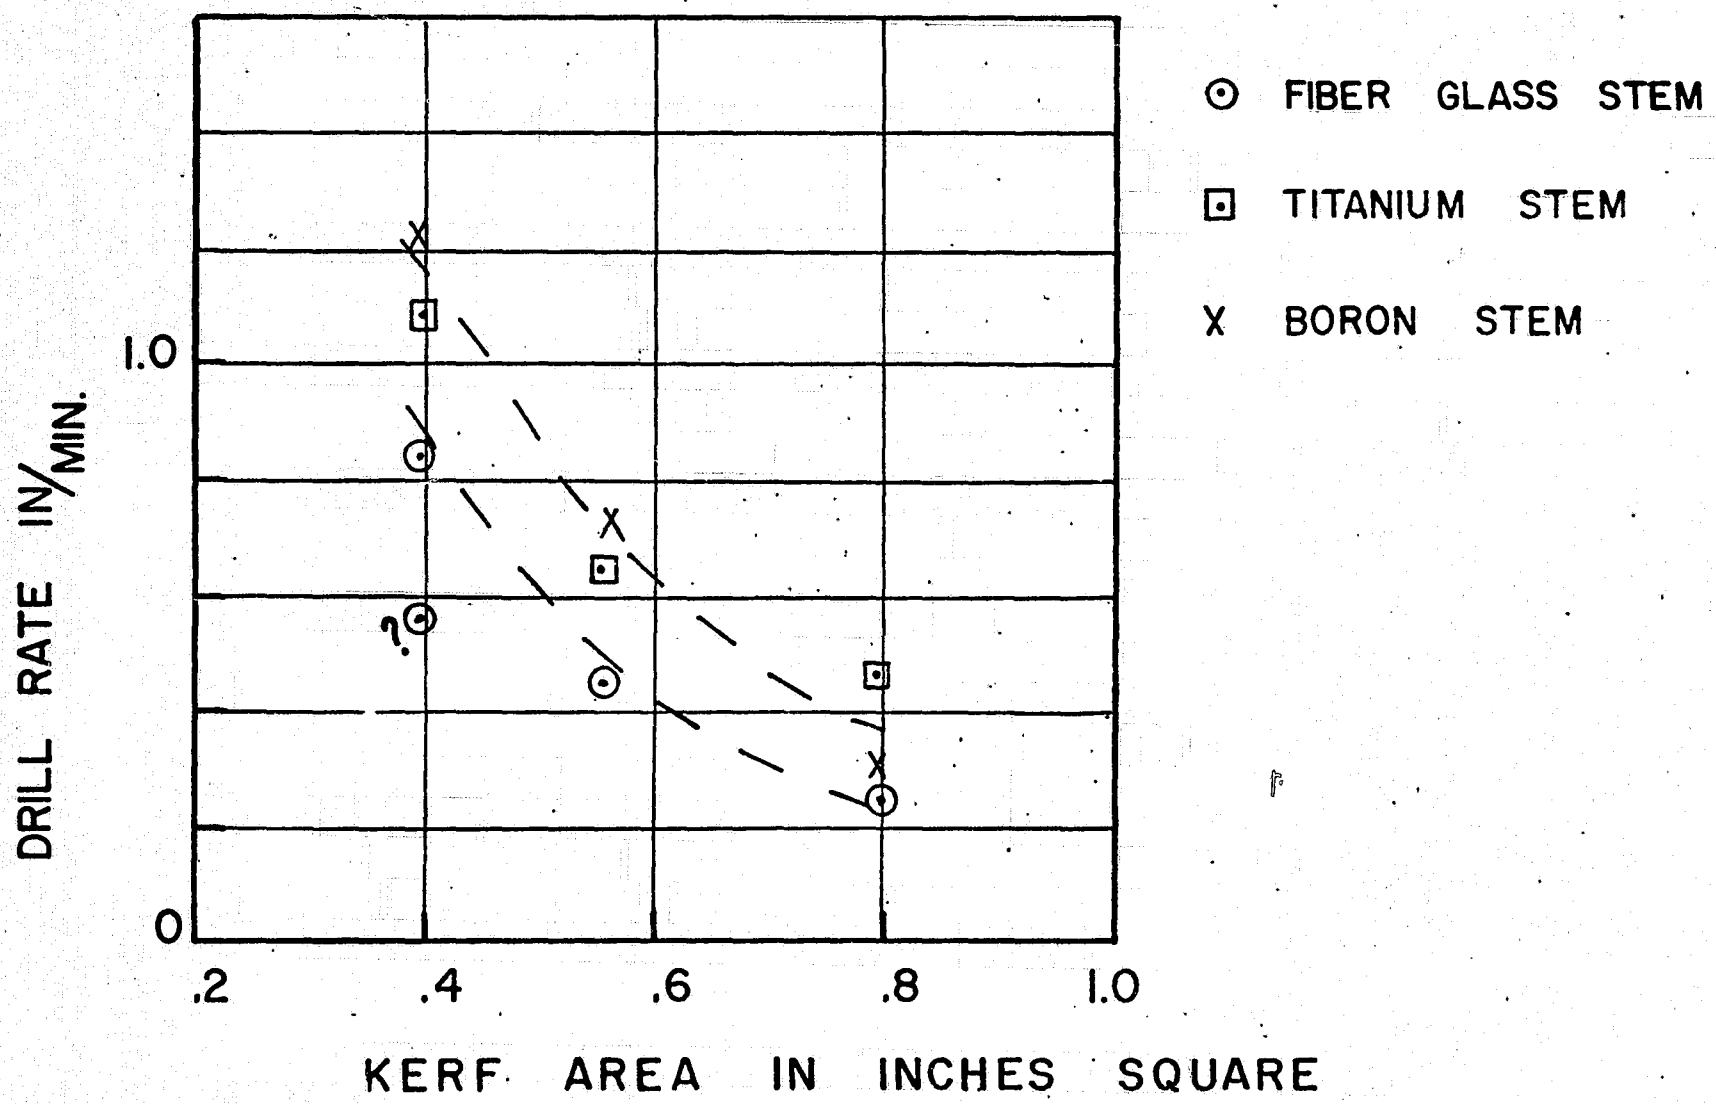 FIBER GLASS STEM
TITANIUM STEM
X BORON STEM
1.0
?
0
.2 .4 .6 .8 1.0
DRILL RATE IN/MIN.
KERF AREA IN INCHES SQUARE